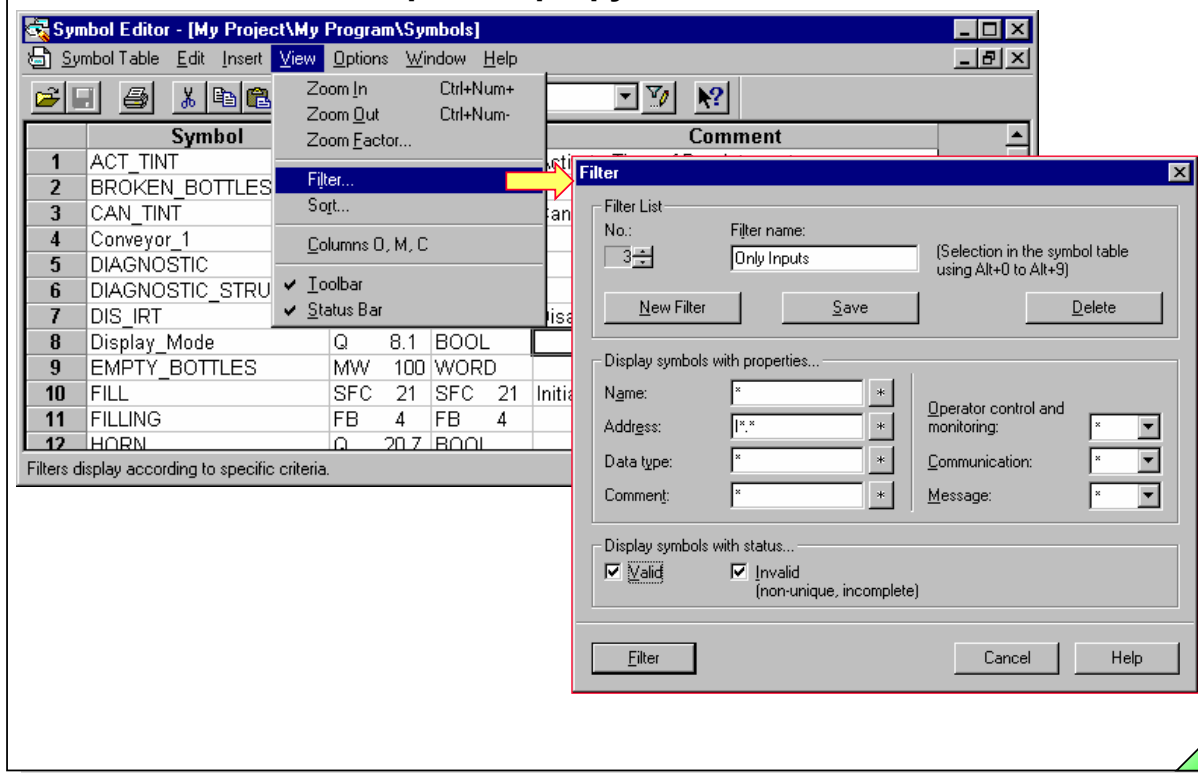 Symbol Editor - [My Project\My Program\Symbols]
Symbol Table Edit Insert View Options Window Help
Zoom In Ctrl+Num+
Zoom Out Ctrl+Num-
Zoom Factor...
Filter...
Sort...
Columns O, M, C
Toolbar
Status Bar
Symbol Comment
1 ACT_TINT
2 BROKEN_BOTTLES
3 CAN_TINT
4 Conveyor_1
5 DIAGNOSTIC
6 DIAGNOSTIC_STRU
7 DIS_IRT
8 Display_Mode Q 8.1 BOOL
9 EMPTY_BOTTLES MW 100 WORD
10 FILL SFC 21 SFC 21 Initia
11 FILLING FB 4 FB 4
12 HORN Q 20.7 BOOL
Filters display according to specific criteria.
Filter
Filter List
No.: Filter name:
3 Only Inputs (Selection in the symbol table
using Alt+0 to Alt+9)
New Filter Save Delete
Display symbols with properties...
Name: * *
Address: I*.* *
Data type: * *
Comment: * *
Operator control and
monitoring: *
Communication: *
Message: *
Display symbols with status...
Valid Invalid
(non-unique, incomplete)
Filter Cancel Help